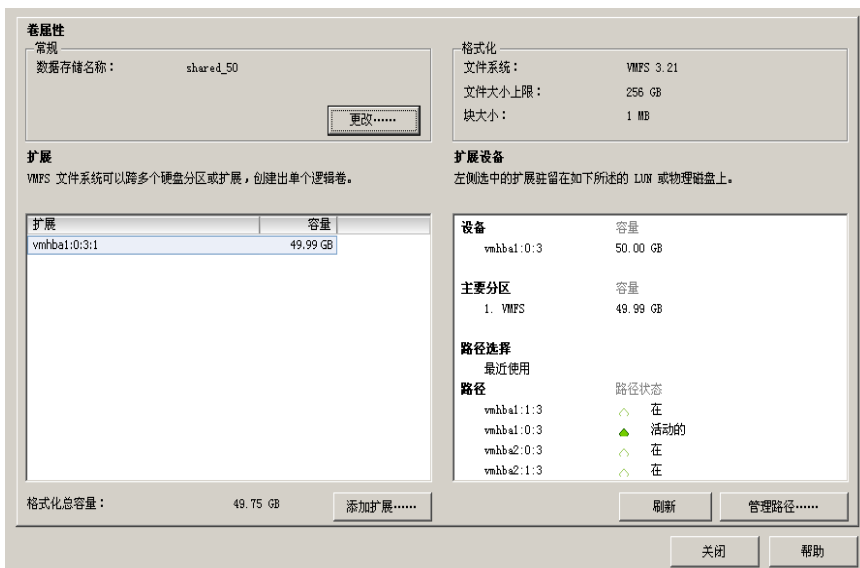 卷属性
常规
数据存储名称： shared_50
更改……
格式化
文件系统： VMFS 3.21
文件大小上限： 256 GB
块大小： 1 MB
扩展
VMFS 文件系统可以跨多个硬盘分区或扩展，创建出单个逻辑卷。
扩展设备
左侧选中的扩展驻留在如下所述的 LUN 或物理磁盘上。
扩展 容量
vmhba1:0:3:1 49.99 GB
设备 容量
vmhba1:0:3 50.00 GB
主要分区 容量
1. VMFS 49.99 GB
路径选择
最近使用
路径 路径状态
vmhba1:1:3 在
vmhba1:0:3 活动的
vmhba2:0:3 在
vmhba2:1:3 在
格式化总容量： 49.75 GB
添加扩展……
刷新 管理路径……
关闭 帮助